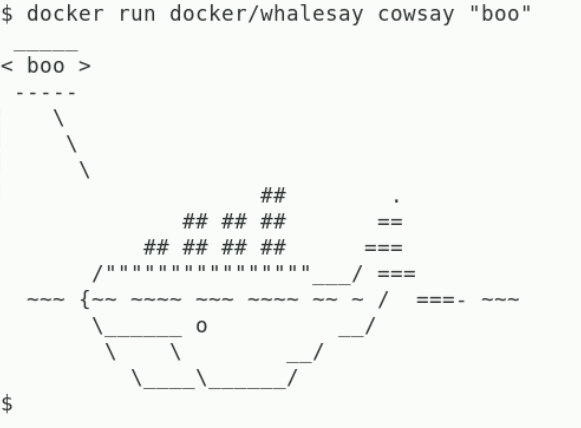 $ docker run docker/whalesay cowsay "boo"
 _____
< boo >
 -----
    \
     \
      \
                    ##        .
              ## ## ##       ==
           ## ## ## ##      ===
       /""""""""""""""""___/ ===
  ~~~ {~~ ~~~~ ~~~ ~~~~ ~~ ~ /  ===- ~~~
       \______ o            __/
        \    \        __/
          \____\______/
$